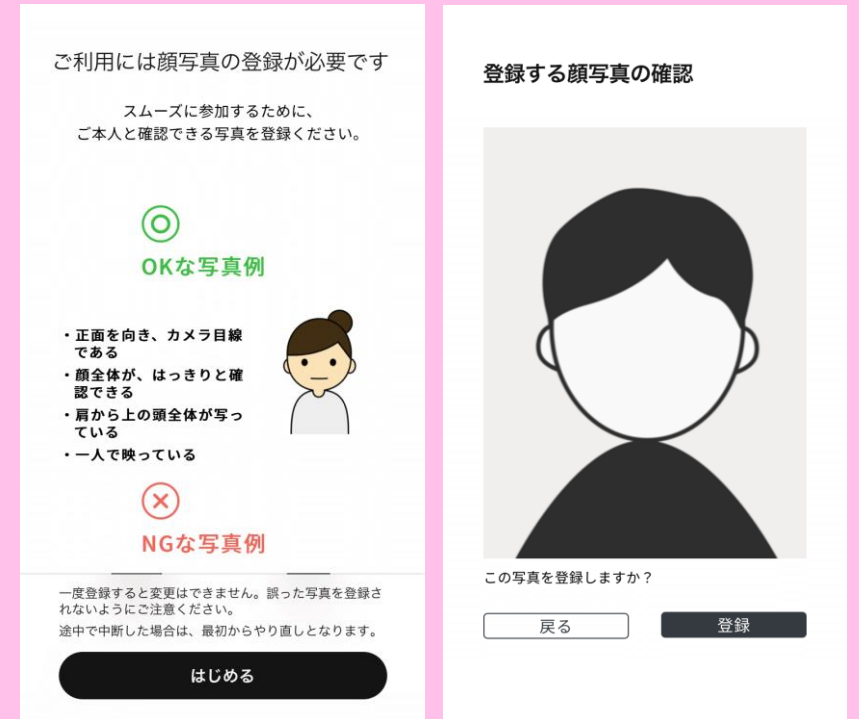 ご利用には顔写真の登録が必要です
スムーズに参加するために、
ご本人と確認できる写真を登録ください。
OKな写真例
・正面を向き、カメラ目線
である
・顔全体が、はっきりと確
認できる
・肩から上の頭全体が写っ
ている
・一人で映っている
NGな写真例
一度登録すると変更はできません。誤った写真を登録さ
れないようにご注意ください。
途中で中断した場合は、最初からやり直しとなります。
はじめる
登録する顔写真の確認
この写真を登録しますか？
戻る
登録